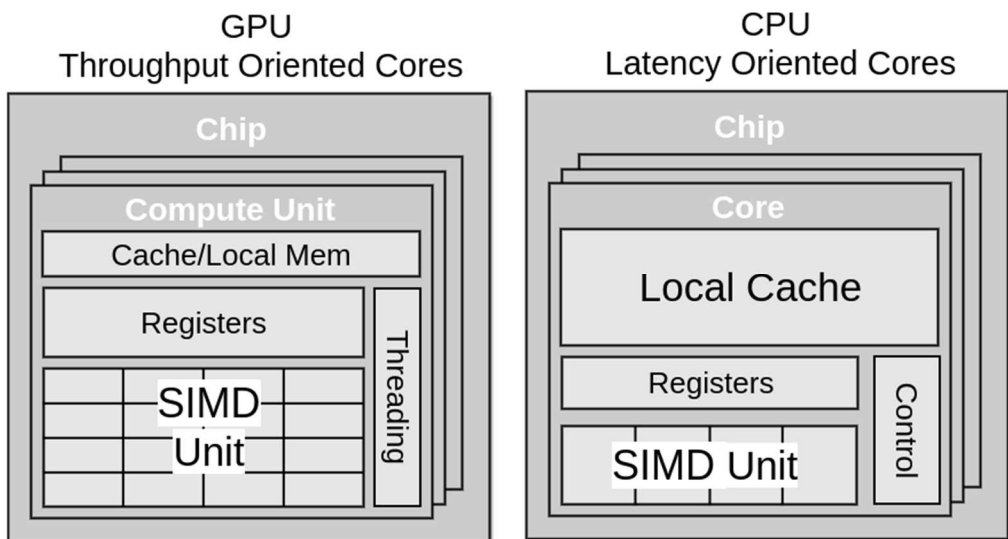 GPU
Throughput Oriented Cores
Chip
Compute Unit
Cache/Local Mem
Registers
Threading
SIMD
Unit
CPU
Latency Oriented Cores
Chip
Core
Local Cache
Registers
Control
SIMD Unit